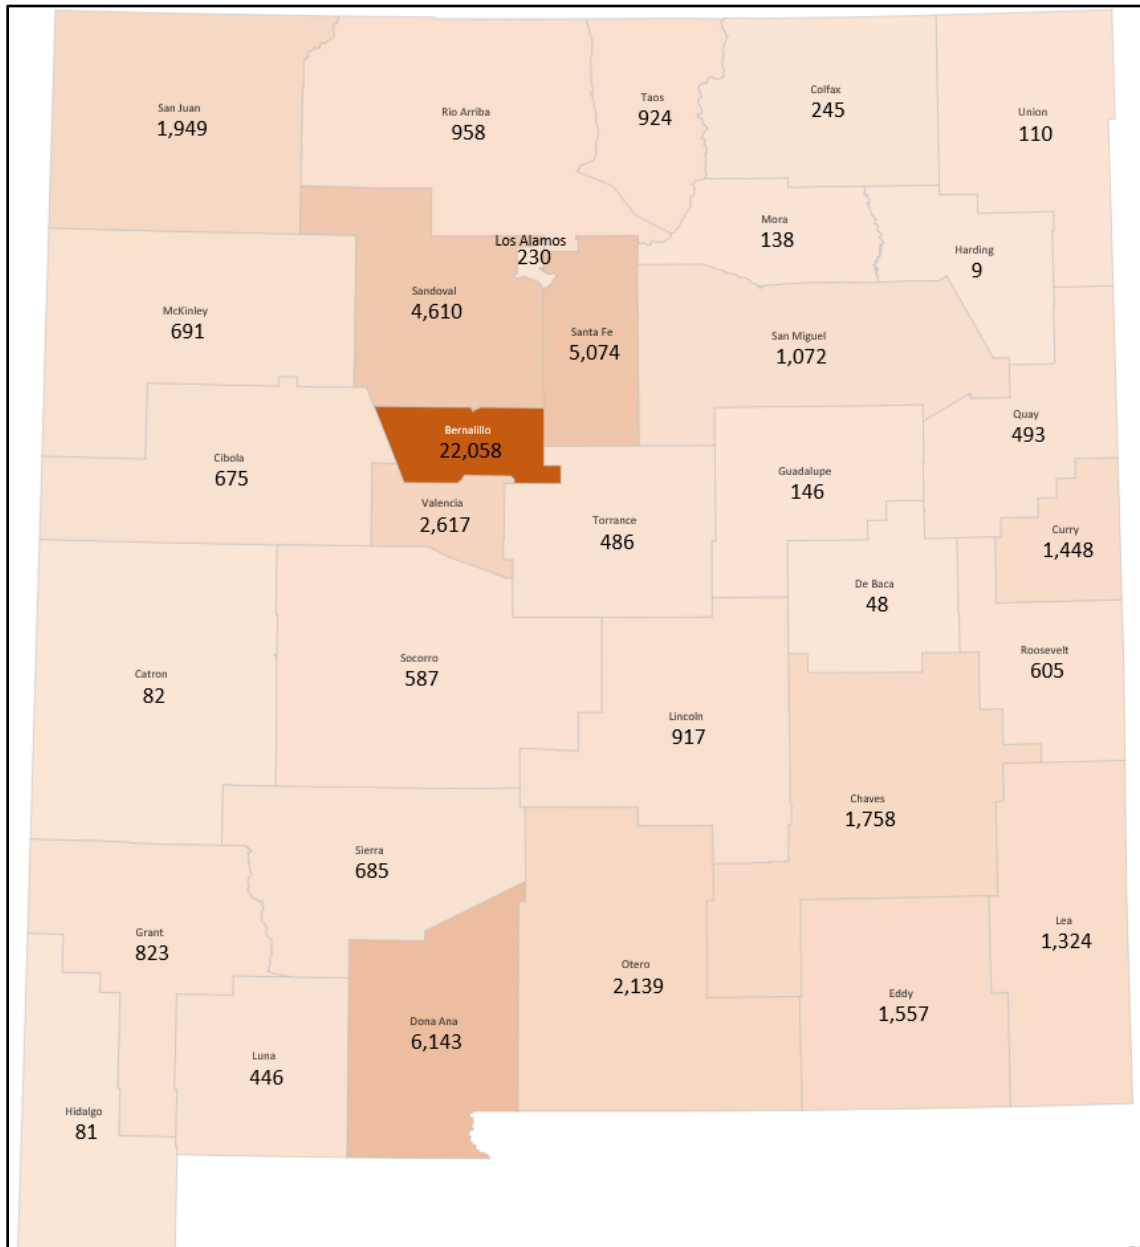 San Juan
1,949
Rio Arriba
958
Taos
924
Colfax
245
Union
110
Mora
138
Harding
9
Los Alamos
230
McKinley
691
Sandoval
4,610
Santa Fe
5,074
San Miguel
1,072
Quay
493
Cibola
675
Bernalillo
22,058
Valencia
2,617
Torrance
486
Guadalupe
146
Curry
1,448
De Baca
48
Roosevelt
605
Catron
82
Socorro
587
Lincoln
917
Chaves
1,758
Sierra
685
Grant
823
Lea
1,324
Otero
2,139
Eddy
1,557
Dona Ana
6,143
Luna
446
Hidalgo
81